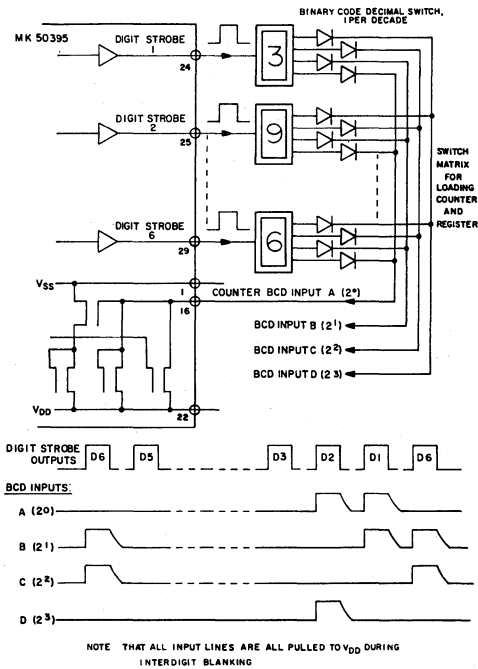 BINARY CODE DECIMAL SWITCH,
1 PER DECADE
MK 50395
DIGIT STROBE
1
24
3
DIGIT STROBE
2
25
9
SWITCH
MATRIX
FOR
LOADING
COUNTER
AND
REGISTER
DIGIT STROBE
6
29
6
VSS
1
16
COUNTER BCD INPUT A (2⁰)
BCD INPUT B (2¹)
BCD INPUT C (2²)
BCD INPUT D (2³)
VDD
22
DIGIT STROBE
OUTPUTS
D6 D5 D3 D2 D1 D6
BCD INPUTS:
A (2⁰)
B (2¹)
C (2²)
D (2³)
NOTE THAT ALL INPUT LINES ARE ALL PULLED TO VDD DURING
INTERDIGIT BLANKING